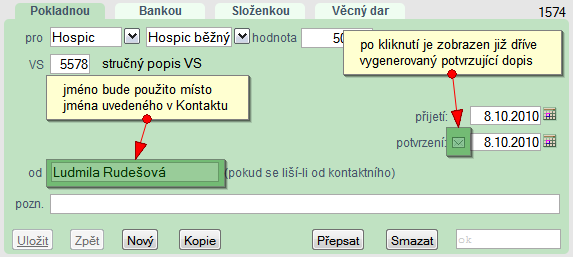 Pokladnou Bankou Složenkou Věcný dar 1574
pro Hospic Hospic běžný hodnota
po kliknutí je zobrazen již dříve
vygenerovaný potvrzující dopis
VS 5578 stručný popis VS
jméno bude použito místo
jména uvedeného v Kontaktu
přijetí: 8.10.2010
potvrzení: 8.10.2010
od Ludmila Rudešová (pokud se liší-li od kontaktního)
pozn.
Uložit Zpět Nový Kopie Přepsat Smazat ok